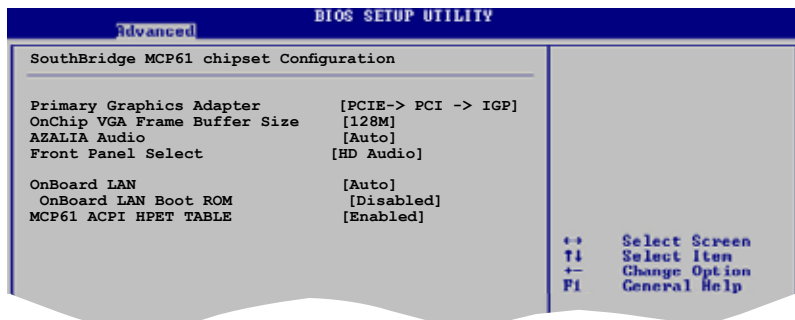 BIOS SETUP UTILITY
Advanced
SouthBridge MCP61 chipset Configuration
Primary Graphics Adapter [PCIE-> PCI -> IGP]
OnChip VGA Frame Buffer Size [128M]
AZALIA Audio [Auto]
Front Panel Select [HD Audio]
OnBoard LAN [Auto]
OnBoard LAN Boot ROM [Disabled]
MCP61 ACPI HPET TABLE [Enabled]
↔ Select Screen
↑↓ Select Item
+- Change Option
F1 General Help